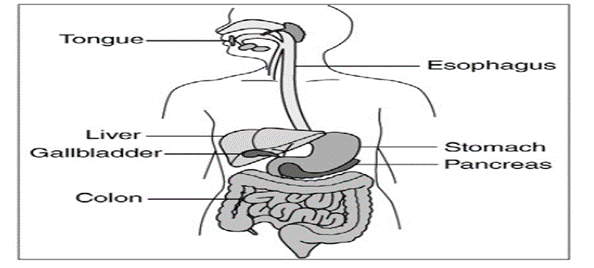 Tongue
Esophagus
Liver
Gallbladder
Stomach
Pancreas
Colon